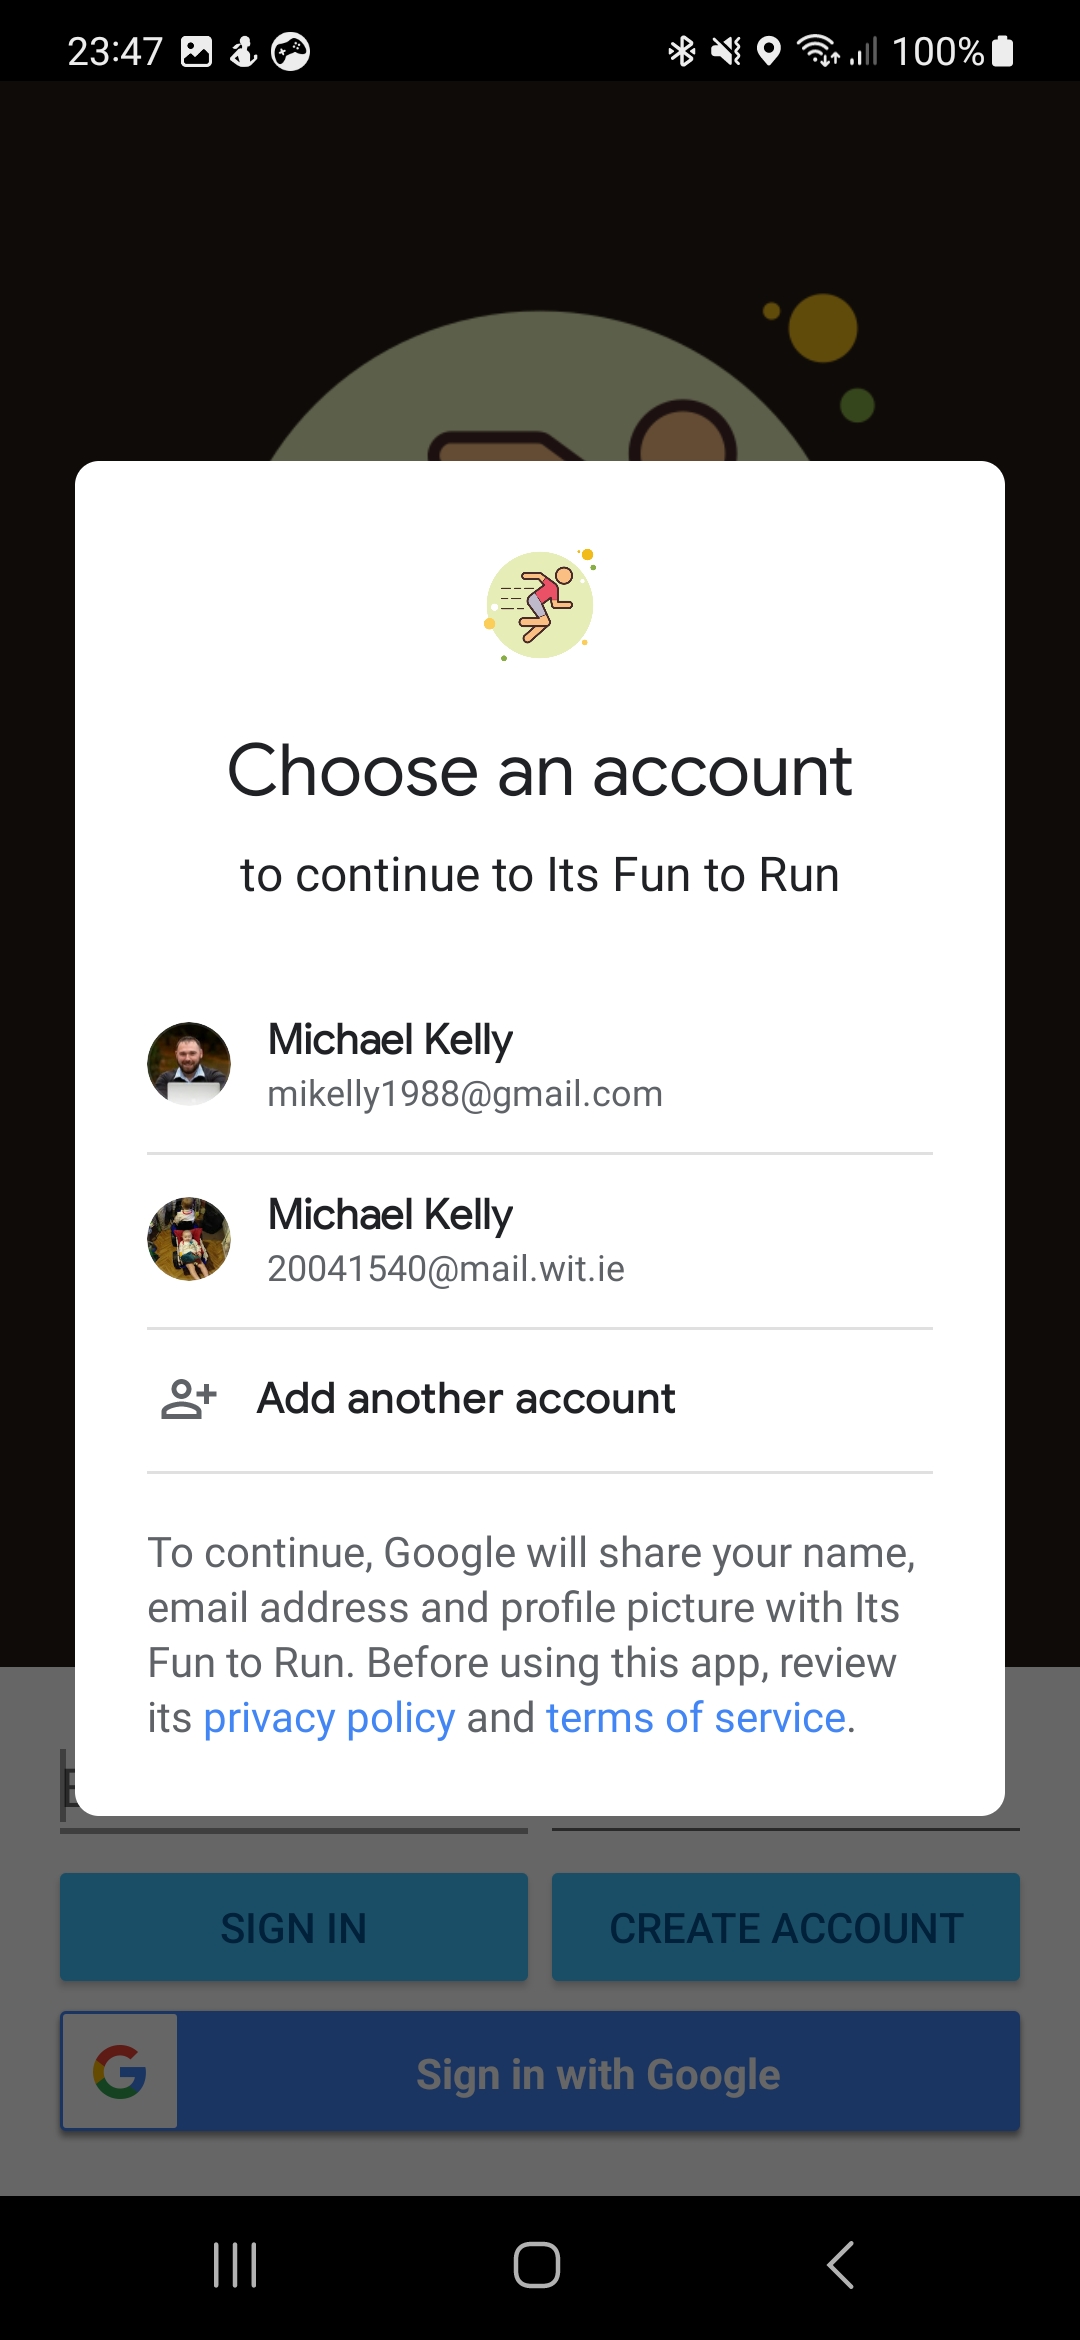 23:47
100%
Choose an account
to continue to Its Fun to Run
Michael Kelly
mikelly1988@gmail.com
Michael Kelly
20041540@mail.wit.ie
Add another account
To continue, Google will share your name,
email address and profile picture with Its
Fun to Run. Before using this app, review
its privacy policy and terms of service.
SIGN IN
CREATE ACCOUNT
Sign in with Google